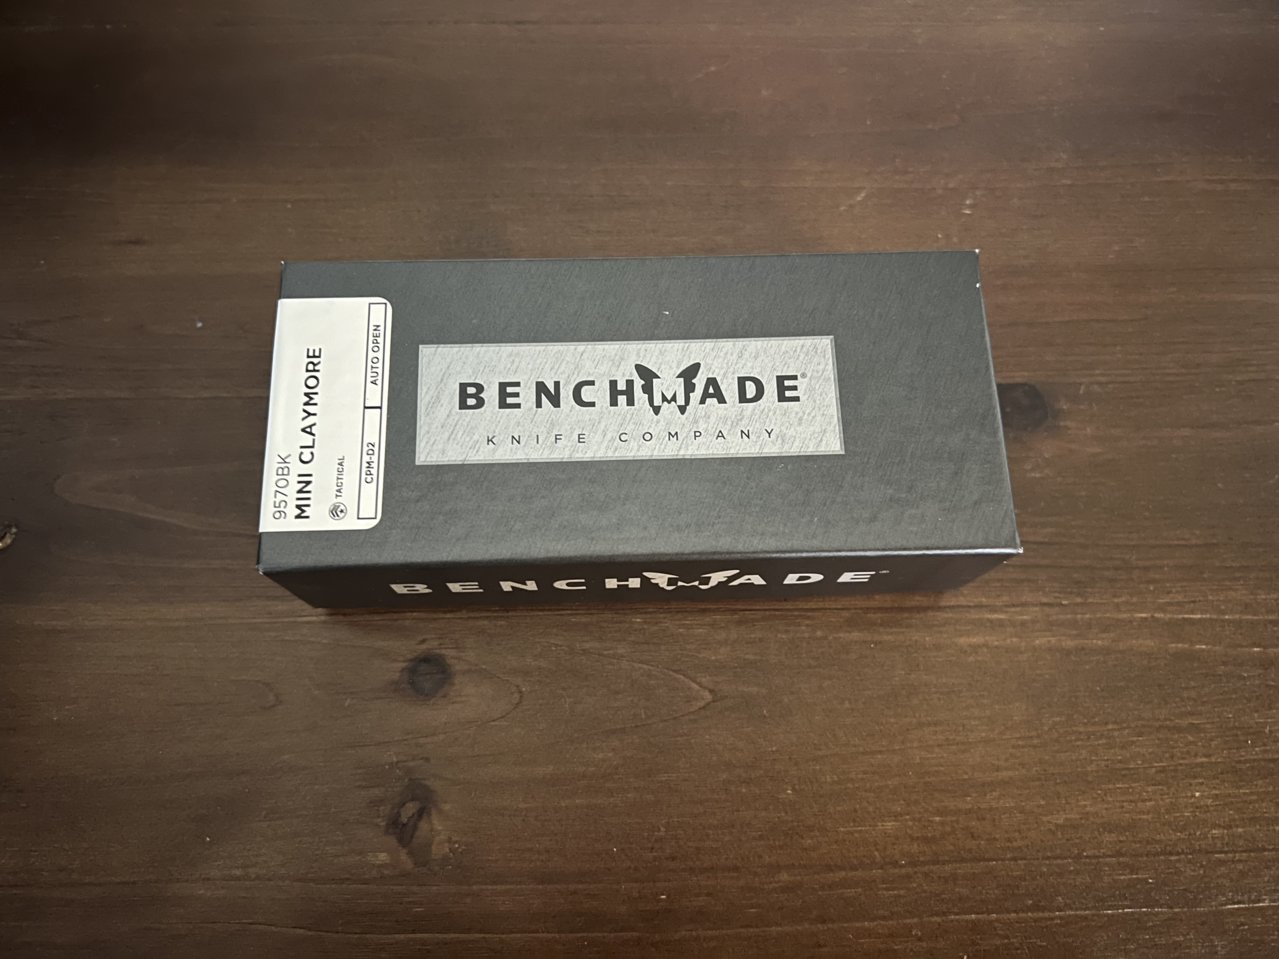 9570BK
MINI CLAYMORE
TACTICAL
CPM-D2
AUTO OPEN
BENCHMADE®
KNIFE COMPANY
BENCHMADE®